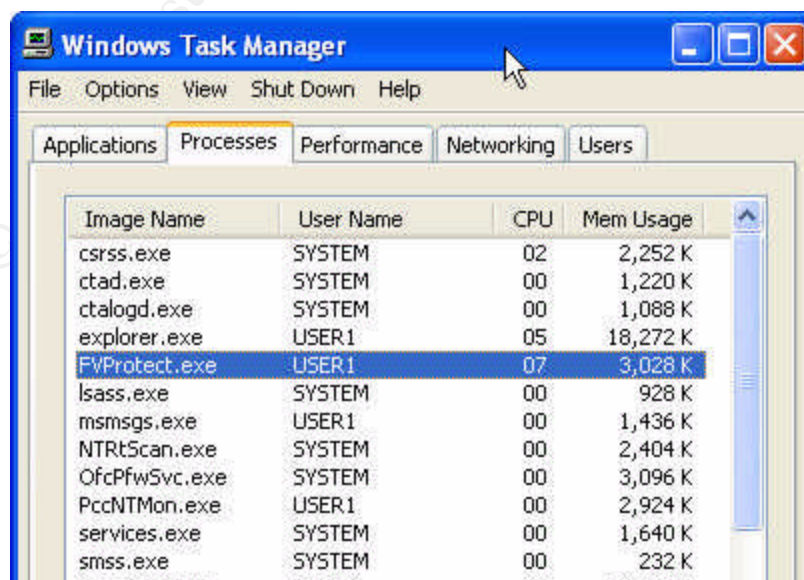 Windows Task Manager
File Options View Shut Down Help
Applications Processes Performance Networking Users
Image Name User Name CPU Mem Usage
csrss.exe SYSTEM 02 2,252 K
ctad.exe SYSTEM 00 1,220 K
ctalogd.exe SYSTEM 00 1,088 K
explorer.exe USER1 05 18,272 K
FVProtect.exe USER1 07 3,028 K
lsass.exe SYSTEM 00 928 K
msmsgs.exe USER1 00 1,436 K
NTRtScan.exe SYSTEM 00 2,404 K
OfcPfwSvc.exe SYSTEM 00 3,096 K
PccNTMon.exe USER1 00 2,924 K
services.exe SYSTEM 00 1,640 K
smss.exe SYSTEM 00 232 K